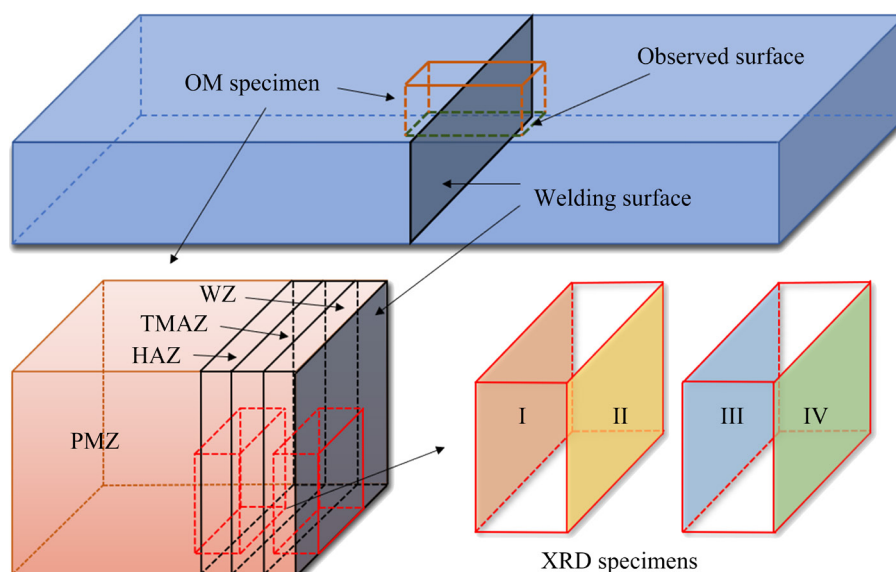 OM specimen
Observed surface
Welding surface
WZ
TMAZ
HAZ
PMZ
I
II
III
IV
XRD specimens